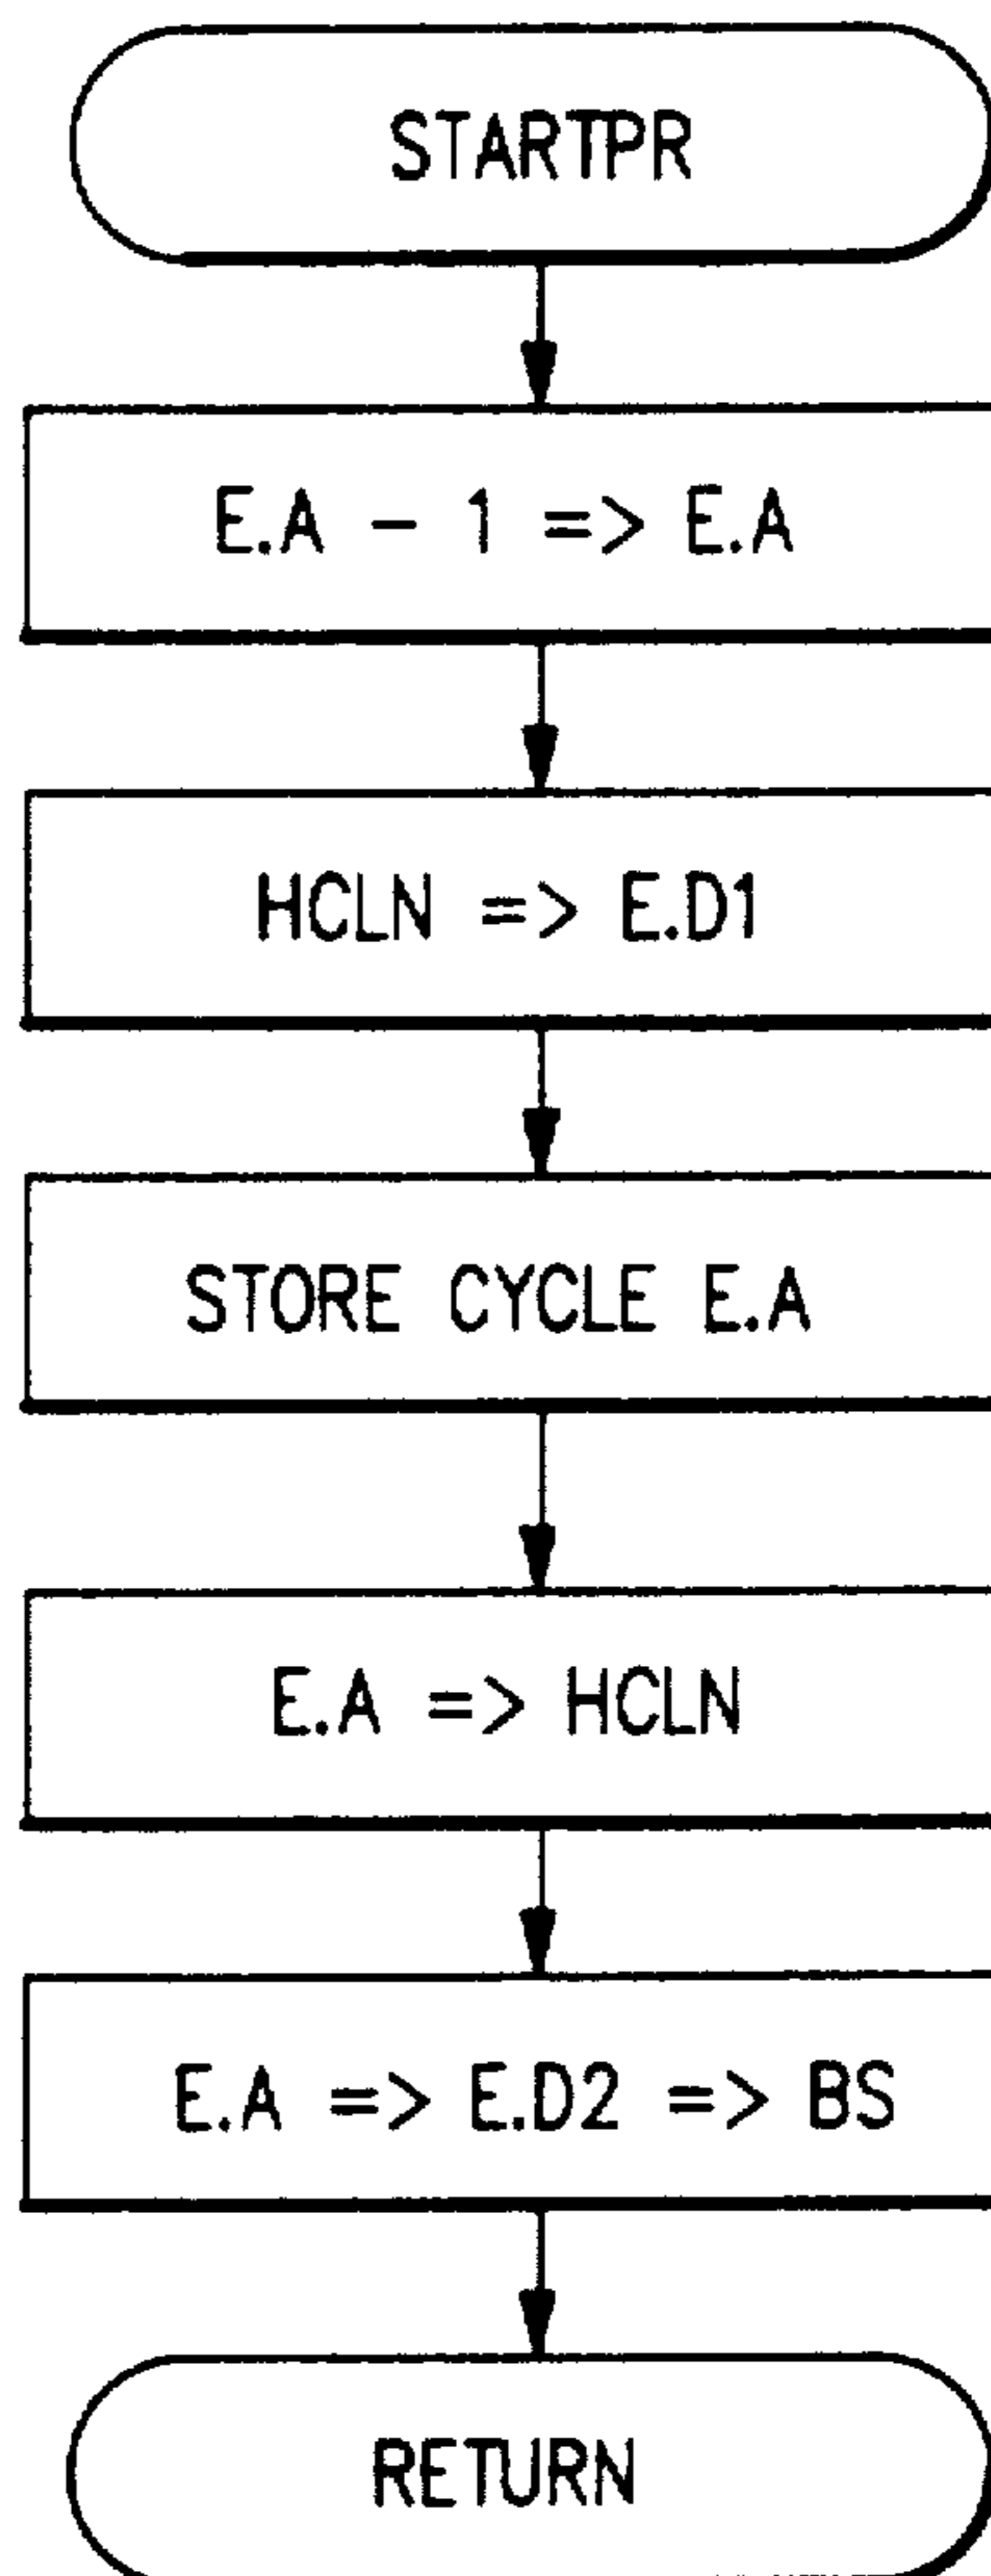 STARTPR
E.A - 1 => E.A
HCLN => E.D1
STORE CYCLE E.A
E.A => HCLN
E.A => E.D2 => BS
RETURN